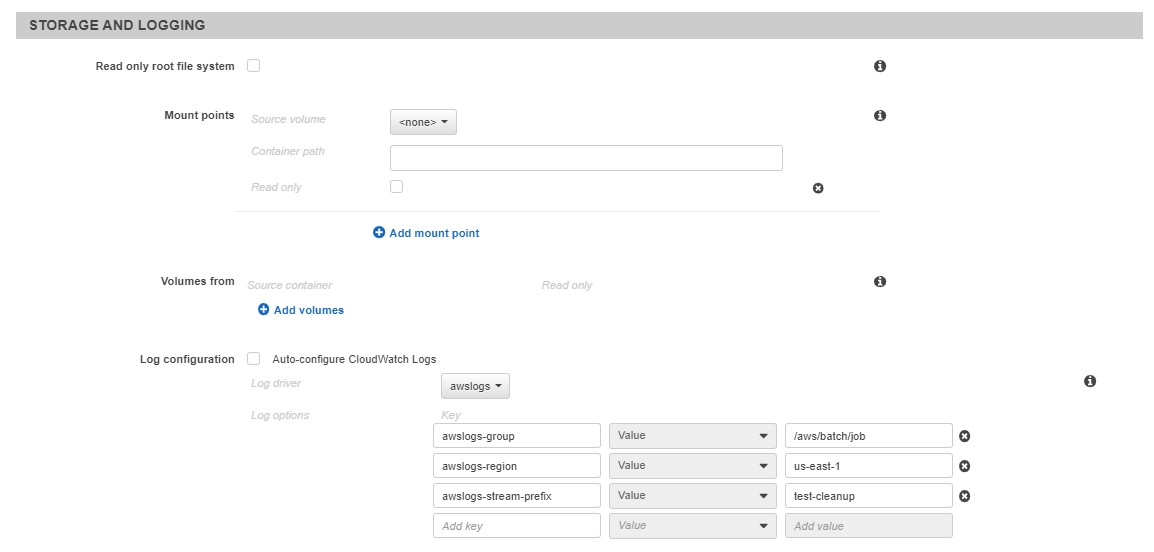 STORAGE AND LOGGING
Read only root file system
Mount points
Source volume
<none>
Container path
Read only
Add mount point
Volumes from
Source container
Read only
Add volumes
Log configuration
Auto-configure CloudWatch Logs
Log driver
awslogs
Log options
Key
awslogs-group
Value
/aws/batch/job
awslogs-region
Value
us-east-1
awslogs-stream-prefix
Value
test-cleanup
Add key
Value
Add value